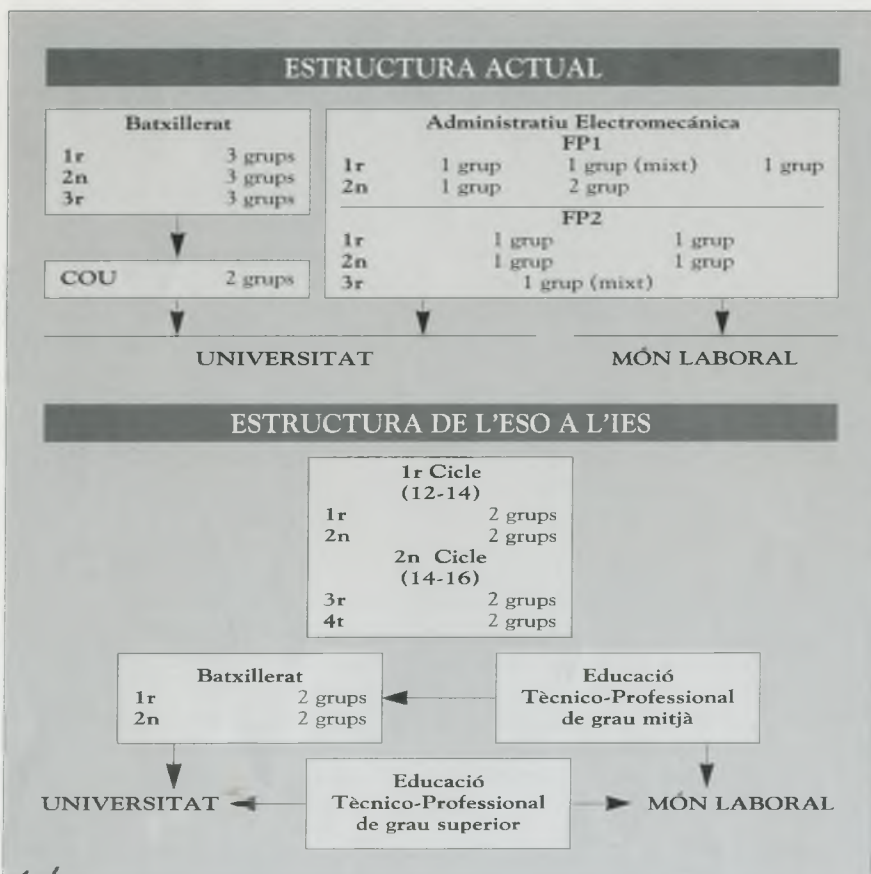 ESTRUCTURA ACTUAL
Batxillerat
1r 3 grups
2n 3 grups
3r 3 grups
COU 2 grups
Administratiu Electromecánica
FP1
1r 1 grup 1 grup (mixt) 1 grup
2n 1 grup 2 grup
FP2
1r 1 grup 1 grup
2n 1 grup 1 grup
3r 1 grup (mixt)
UNIVERSITAT MÓN LABORAL
ESTRUCTURA DE L'ESO A L'IES
1r Cicle
(12-14)
1r 2 grups
2n 2 grups
2n Cicle
(14-16)
3r 2 grups
4t 2 grups
Batxillerat
1r 2 grups
2n 2 grups
Educació
Tècnico-Professional
de grau mitjà
UNIVERSITAT
Educació
Tècnico-Professional
de grau superior
MÓN LABORAL